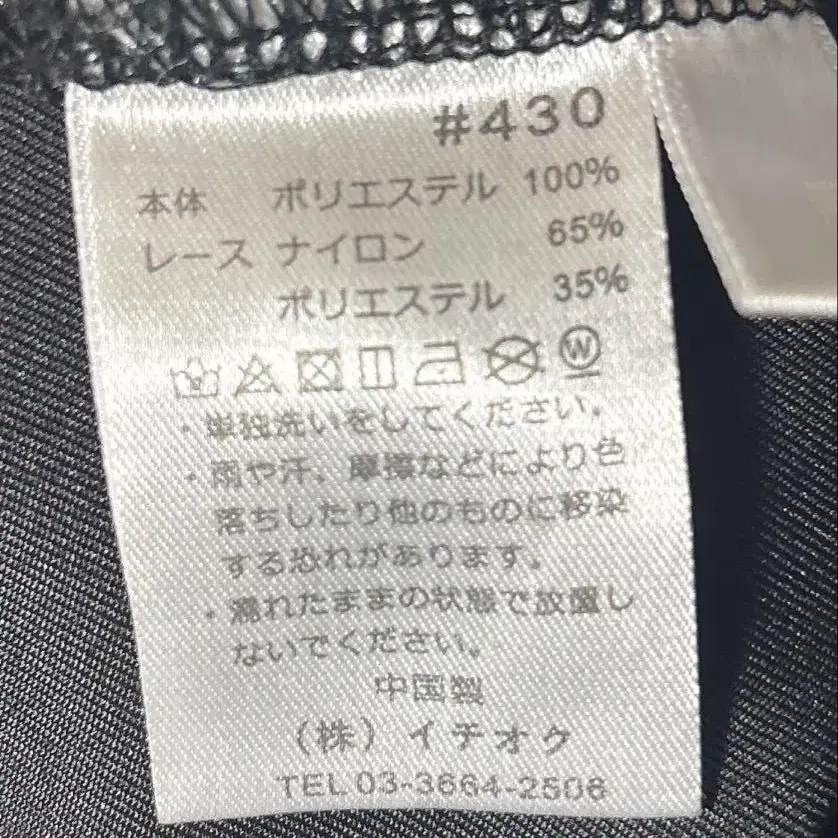 #430
本体 ポリエステル 100%
レース ナイロン 65%
ポリエステル 35%
W
・単独洗いをしてください。
・雨や汗、摩擦などにより色
落ちしたり他のものに移染
する恐れがあります。
・濡れたままの状態で放置し
ないでください。
中国製
(株)イチオク
TEL 03-3664-2506